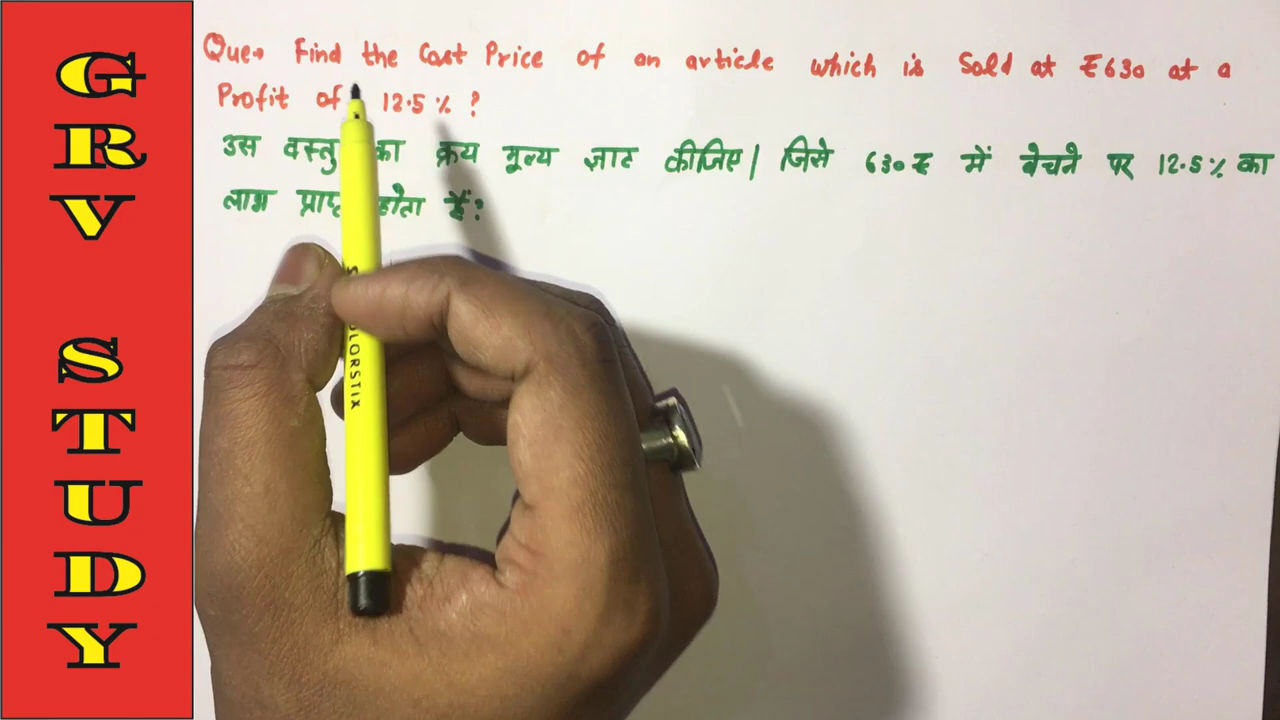 GRV STUDY
Que→ Find the Cost Price of an article which is Sold at ₹630 at a
Profit of 12.5% ?
उस वस्तु का क्रय मूल्य ज्ञात कीजिए| जिसे 630₹ में बेचने पर 12.5% का
लाभ प्राप्त होता हैं?
COLORSTIX